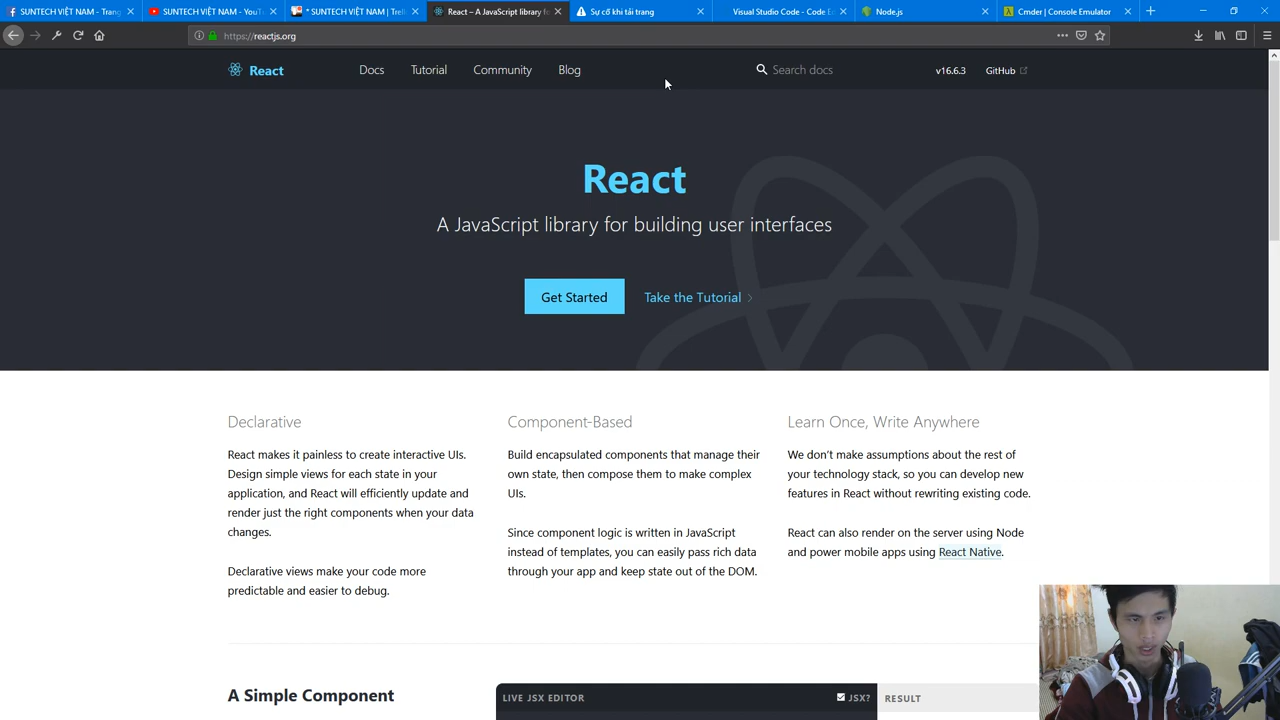 SUNTECH VIỆT NAM - Trang
SUNTECH VIỆT NAM - YouT
* SUNTECH VIỆT NAM | Trell
React – A JavaScript library fo
Sự cố khi tải trang
Visual Studio Code - Code E
Node.js
Cmder | Console Emulator
https://reactjs.org
React
Docs
Tutorial
Community
Blog
Search docs
v16.6.3
GitHub
React
A JavaScript library for building user interfaces
Get Started
Take the Tutorial
Declarative
React makes it painless to create interactive UIs.
Design simple views for each state in your
application, and React will efficiently update and
render just the right components when your data
changes.
Declarative views make your code more
predictable and easier to debug.
Component-Based
Build encapsulated components that manage their
own state, then compose them to make complex
UIs.
Since component logic is written in JavaScript
instead of templates, you can easily pass rich data
through your app and keep state out of the DOM.
Learn Once, Write Anywhere
We don't make assumptions about the rest of
your technology stack, so you can develop new
features in React without rewriting existing code.
React can also render on the server using Node
and power mobile apps using React Native.
A Simple Component
LIVE JSX EDITOR
JSX?
RESULT